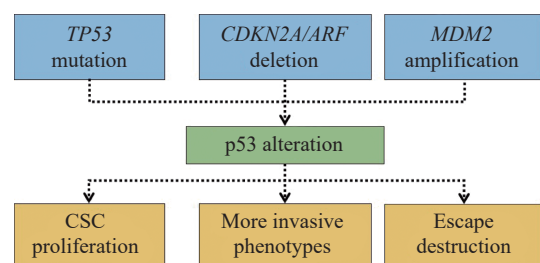 TP53
mutation
CDKN2A/ARF
deletion
MDM2
amplification
p53 alteration
CSC
proliferation
More invasive
phenotypes
Escape
destruction